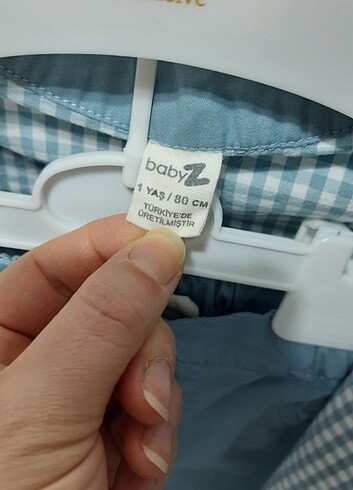 babyZ
1 YAŞ / 80 CM
TÜRKİYE'DE
ÜRETİLMİŞTİR